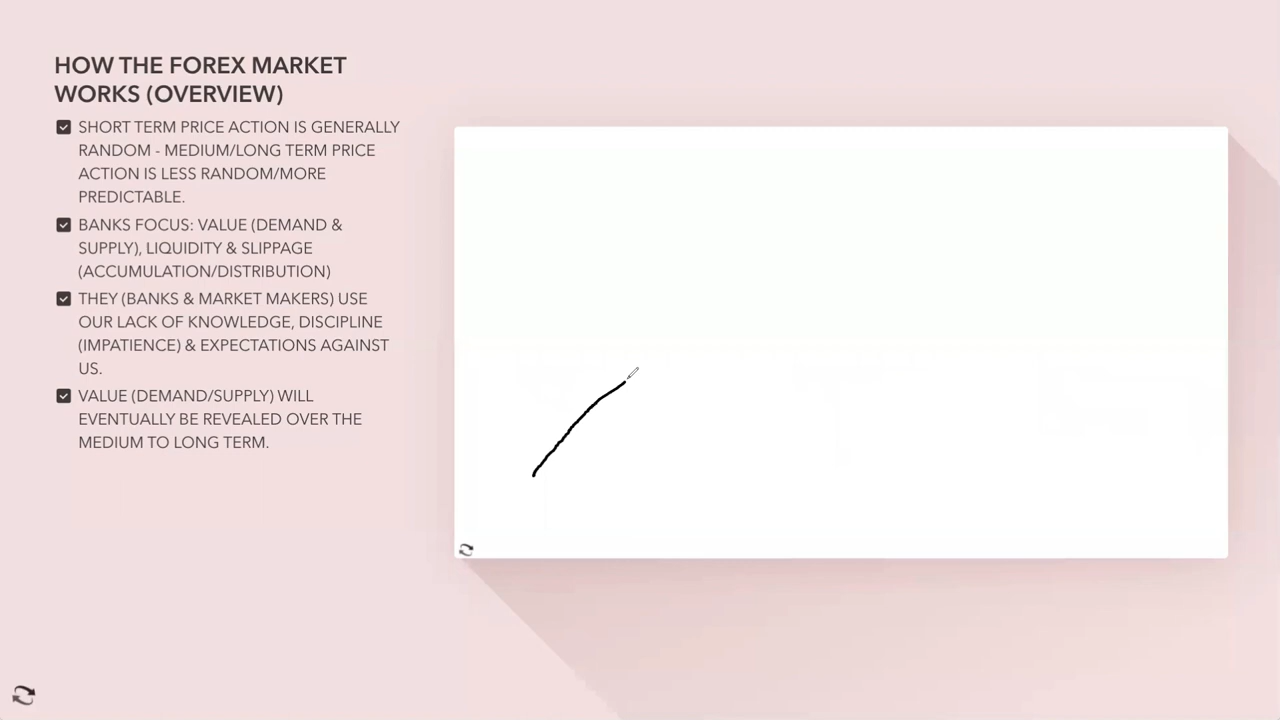 HOW THE FOREX MARKET
WORKS (OVERVIEW)
SHORT TERM PRICE ACTION IS GENERALLY
RANDOM - MEDIUM/LONG TERM PRICE
ACTION IS LESS RANDOM/MORE
PREDICTABLE.
BANKS FOCUS: VALUE (DEMAND &
SUPPLY), LIQUIDITY & SLIPPAGE
(ACCUMULATION/DISTRIBUTION)
THEY (BANKS & MARKET MAKERS) USE
OUR LACK OF KNOWLEDGE, DISCIPLINE
(IMPATIENCE) & EXPECTATIONS AGAINST
US.
VALUE (DEMAND/SUPPLY) WILL
EVENTUALLY BE REVEALED OVER THE
MEDIUM TO LONG TERM.